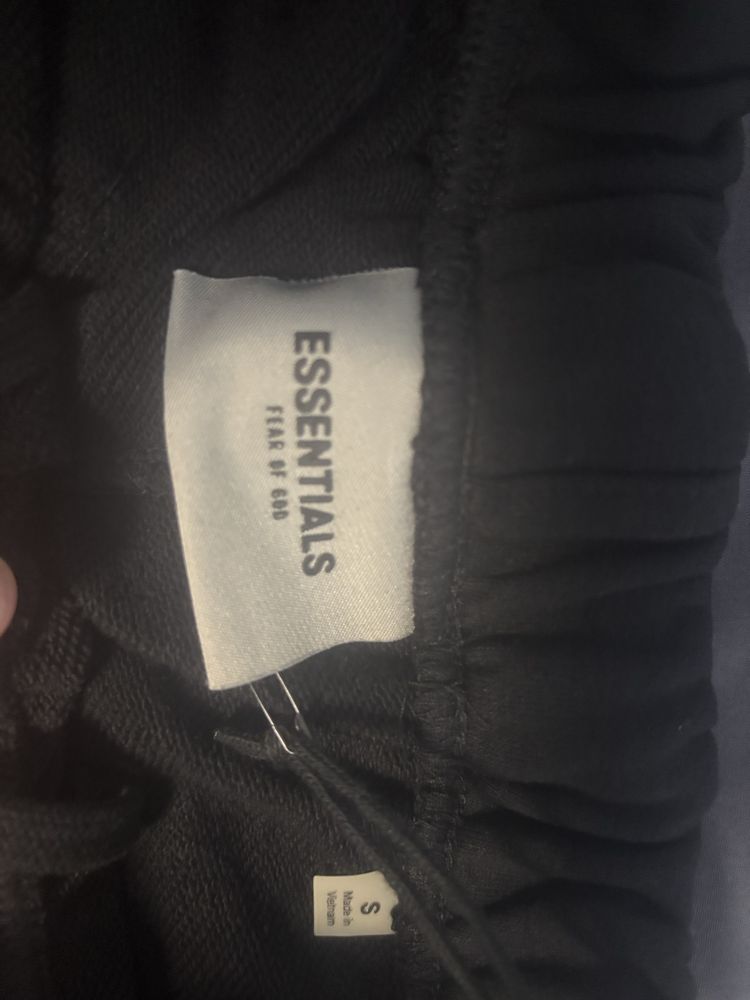 ESSENTIALS
FEAR OF GOD
S
Made in
Vietnam